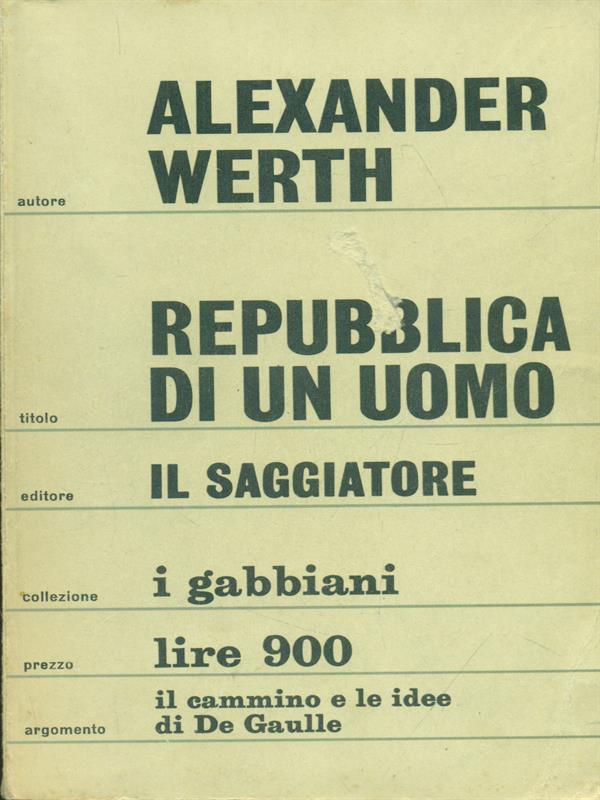 ALEXANDER
WERTH
autore
REPUBBLICA
DI UN UOMO
titolo
IL SAGGIATORE
editore
i gabbiani
collezione
lire 900
prezzo
il cammino e le idee
di De Gaulle
argomento